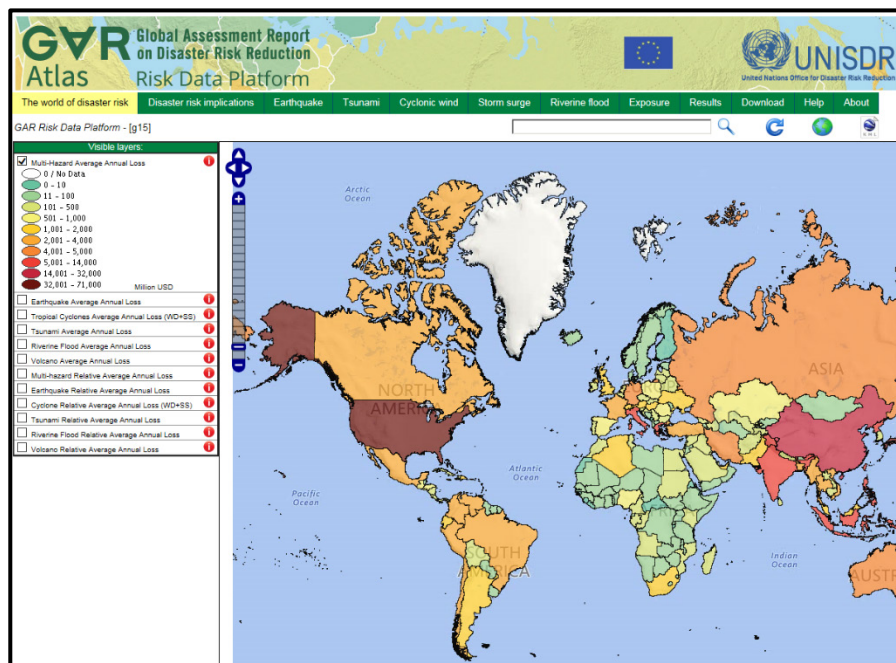 GAR
Atlas
Global Assessment Report
on Disaster Risk Reduction
Risk Data Platform
UNISDR
United Nations Office for Disaster Risk Reduction
The world of disaster risk Disaster risk implications Earthquake Tsunami Cyclonic wind Storm surge Riverine flood Exposure Results Download Help About
GAR Risk Data Platform - [g15]
Visible layers:
Multi-Hazard Average Annual Loss
0 / No Data
0 - 10
11 - 100
101 - 500
501 - 1,000
1,001 - 2,000
2,001 - 4,000
4,001 - 5,000
5,001 - 14,000
14,001 - 32,000
32,001 - 71,000
Million USD
Earthquake Average Annual Loss
Tropical Cyclones Average Annual Loss (WD+SS)
Tsunami Average Annual Loss
Riverine Flood Average Annual Loss
Volcano Average Annual Loss
Multi-hazard Relative Average Annual Loss
Earthquake Relative Average Annual Loss
Cyclone Relative Average Annual Loss (WD+SS)
Tsunami Relative Average Annual Loss
Riverine Flood Relative Average Annual Loss
Volcano Relative Average Annual Loss
Arctic
Ocean
NORTH
AMERICA
ASIA
Atlantic
Ocean
Pacific
Ocean
SOUTH
AMERICA
Indian
Ocean
AUSTR